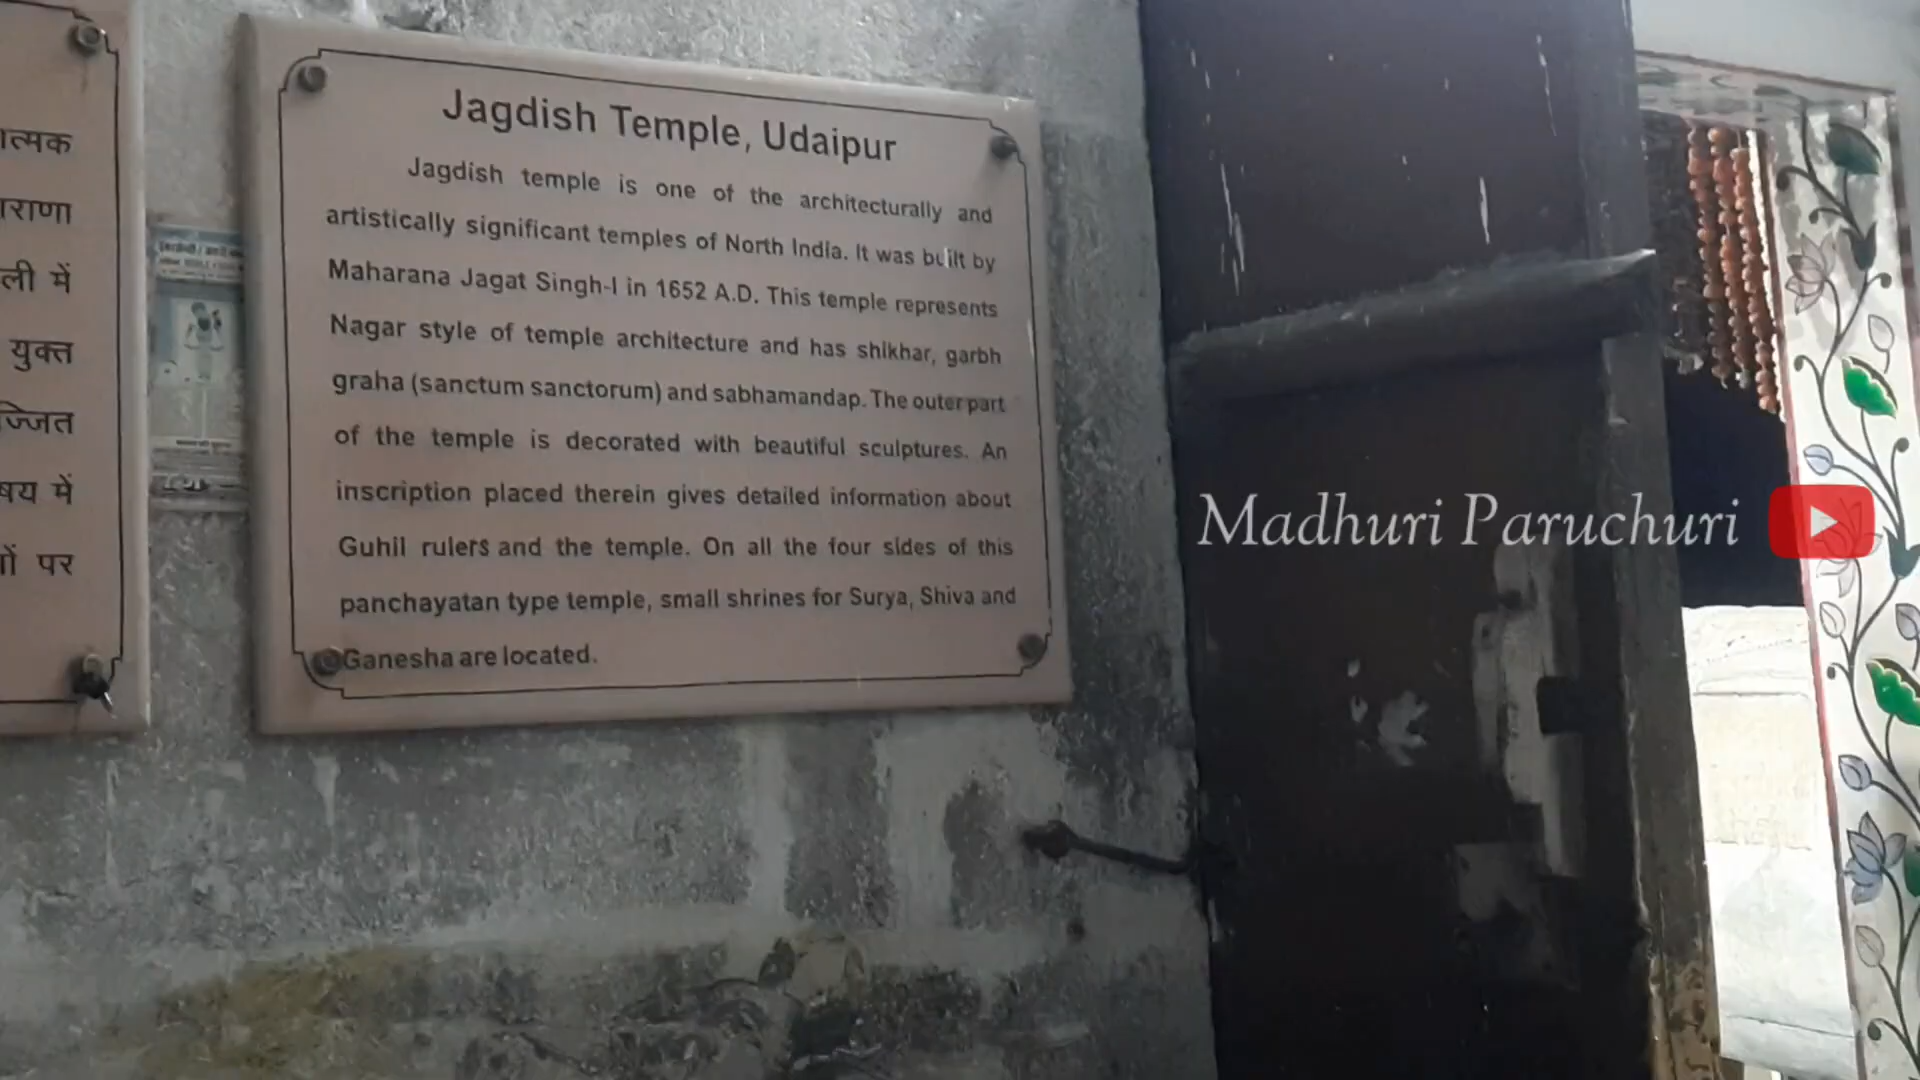 ात्मक
ाराणा
ली में
युक्त
ज्जित
षय में
ों पर
Jagdish Temple, Udaipur
Jagdish temple is one of the architecturally and
artistically significant temples of North India. It was built by
Maharana Jagat Singh-I in 1652 A.D. This temple represents
Nagar style of temple architecture and has shikhar, garbh
graha (sanctum sanctorum) and sabhamandap. The outer part
of the temple is decorated with beautiful sculptures. An
inscription placed therein gives detailed information about
Guhil rulers and the temple. On all the four sides of this
panchayatan type temple, small shrines for Surya, Shiva and
Ganesha are located.
Madhuri Paruchuri